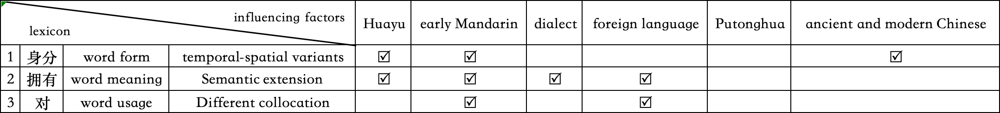 influencing factors
lexicon
Huayu early Mandarin dialect foreign language Putonghua ancient and modern Chinese
1 身分 word form temporal-spatial variants ☑ ☑ ☑
2 拥有 word meaning Semantic extension ☑ ☑ ☑ ☑
3 对 word usage Different collocation ☑ ☑